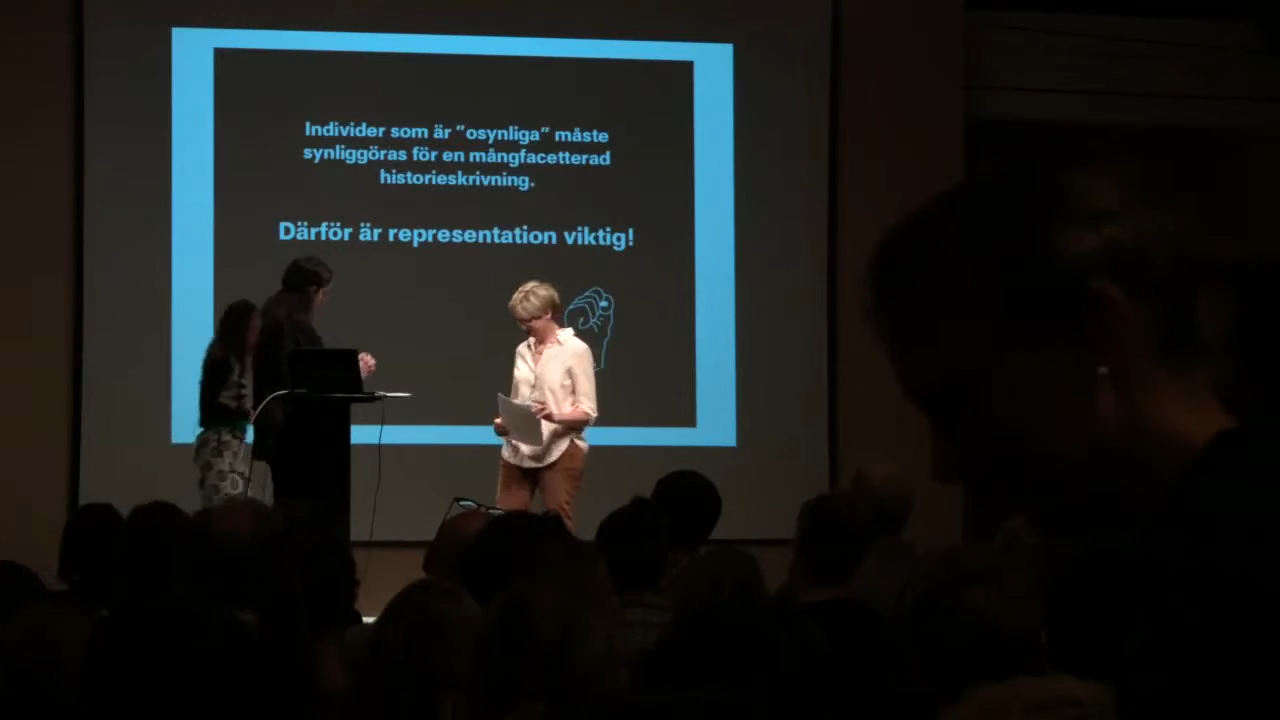 Individer som är ”osynliga” måste
synliggöras för en mångfacetterad
historieskrivning.
Därför är representation viktig!